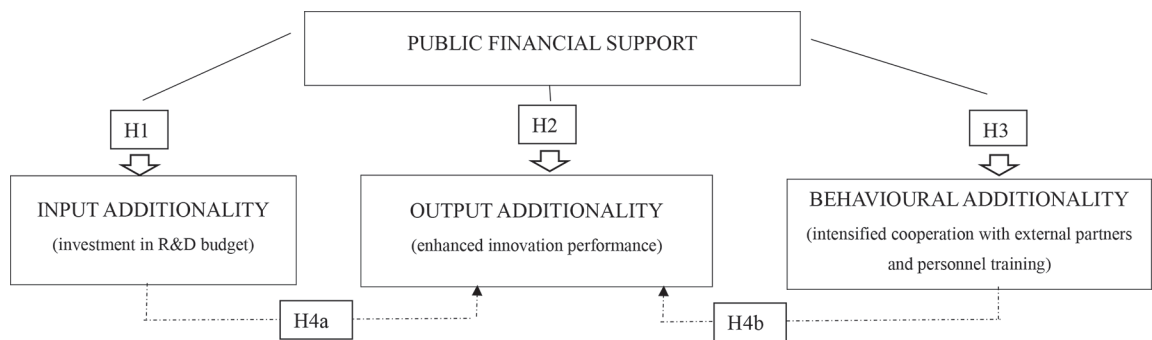 PUBLIC FINANCIAL SUPPORT
H1
H2
H3
INPUT ADDITIONALITY
(investment in R&D budget)
OUTPUT ADDITIONALITY
(enhanced innovation performance)
BEHAVIOURAL ADDITIONALITY
(intensified cooperation with external partners
and personnel training)
H4a
H4b